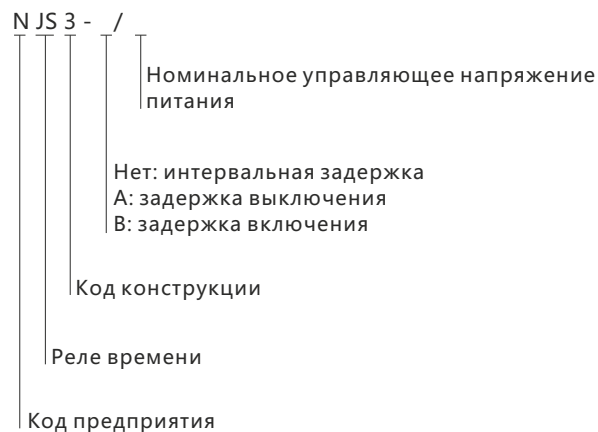 N JS 3 - _ / _
Номинальное управляющее напряжение
питания
Нет: интервальная задержка
А: задержка выключения
В: задержка включения
Код конструкции
Реле времени
Код предприятия